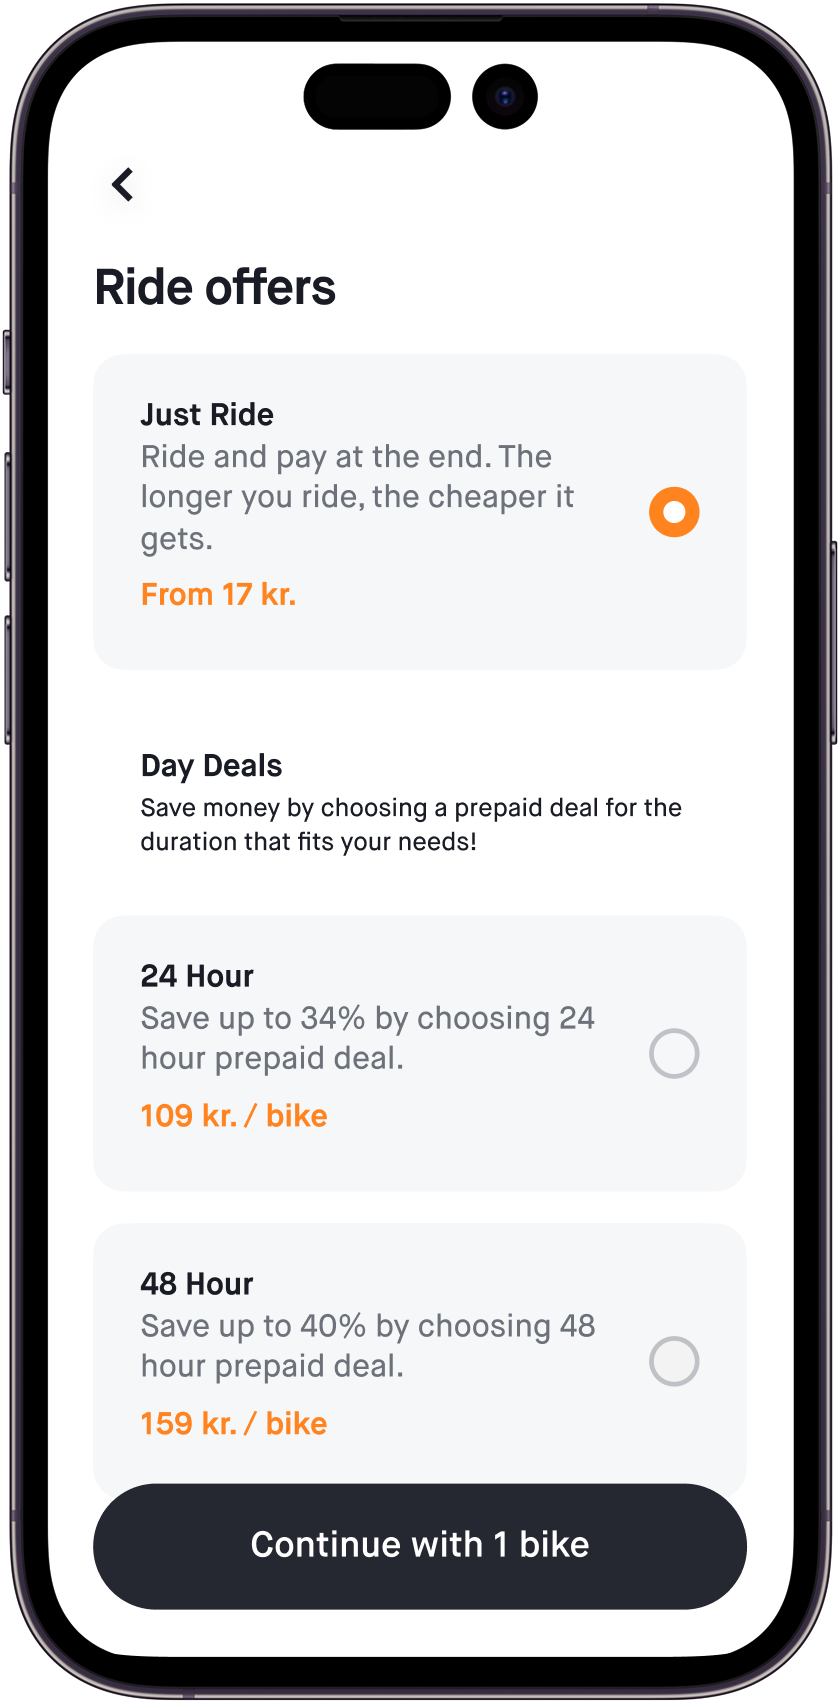 Ride offers
Just Ride
Ride and pay at the end. The
longer you ride, the cheaper it
gets.
From 17 kr.
Day Deals
Save money by choosing a prepaid deal for the
duration that fits your needs!
24 Hour
Save up to 34% by choosing 24
hour prepaid deal.
109 kr. / bike
48 Hour
Save up to 40% by choosing 48
hour prepaid deal.
159 kr. / bike
Continue with 1 bike